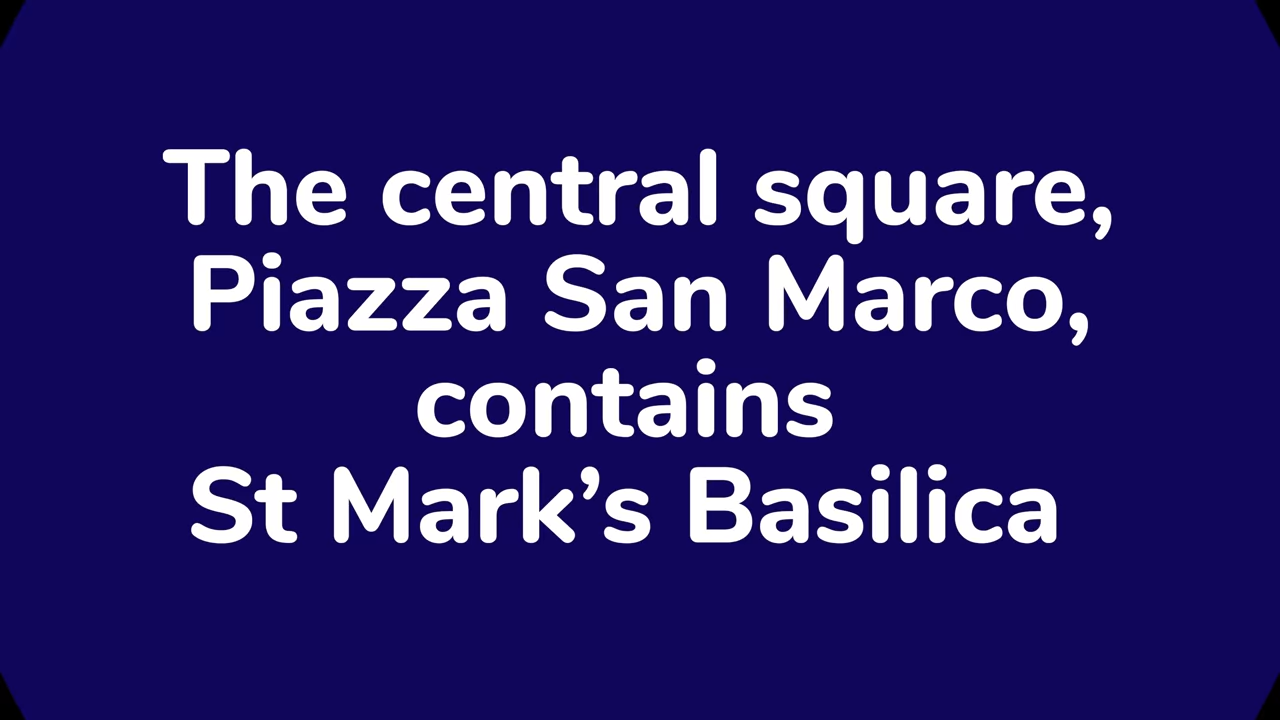 The central square,
Piazza San Marco,
contains
St Mark’s Basilica